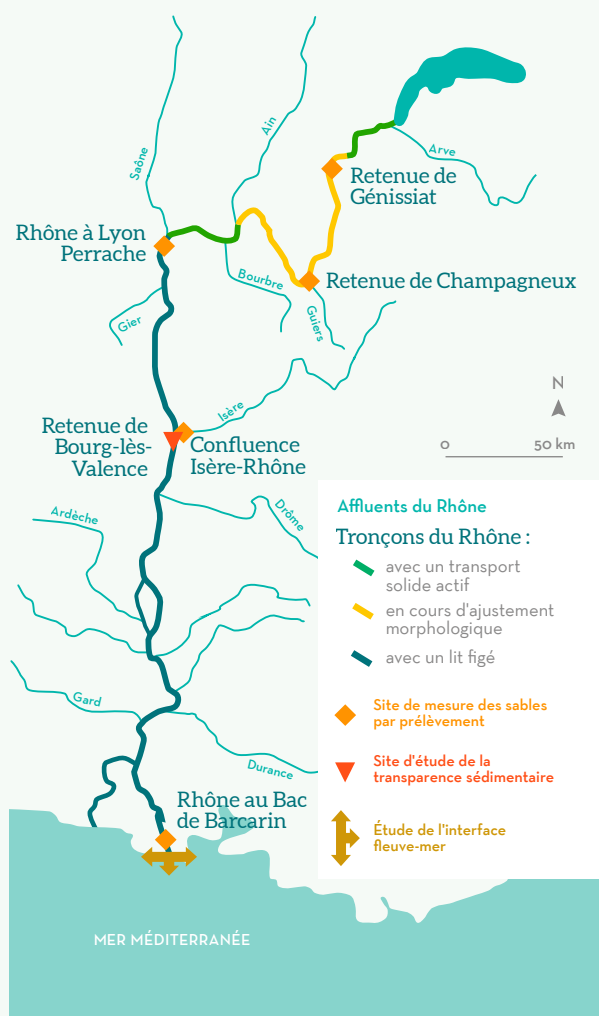 Saône
Ain
Arve
Retenue de
Génissiat
Rhône à Lyon
Perrache
Bourbre
Retenue de Champagneux
Guiers
Gier
N
0 50 km
Isère
Retenue de
Bourg-lès-
Valence
Confluence
Isère-Rhône
Ardèche
Drôme
Affluents du Rhône
Tronçons du Rhône :
avec un transport
solide actif
en cours d'ajustement
morphologique
avec un lit figé
Site de mesure des sables
par prélèvement
Site d'étude de la
transparence sédimentaire
Étude de l'interface
fleuve-mer
Gard
Durance
Rhône au Bac
de Barcarin
MER MÉDITERRANÉE